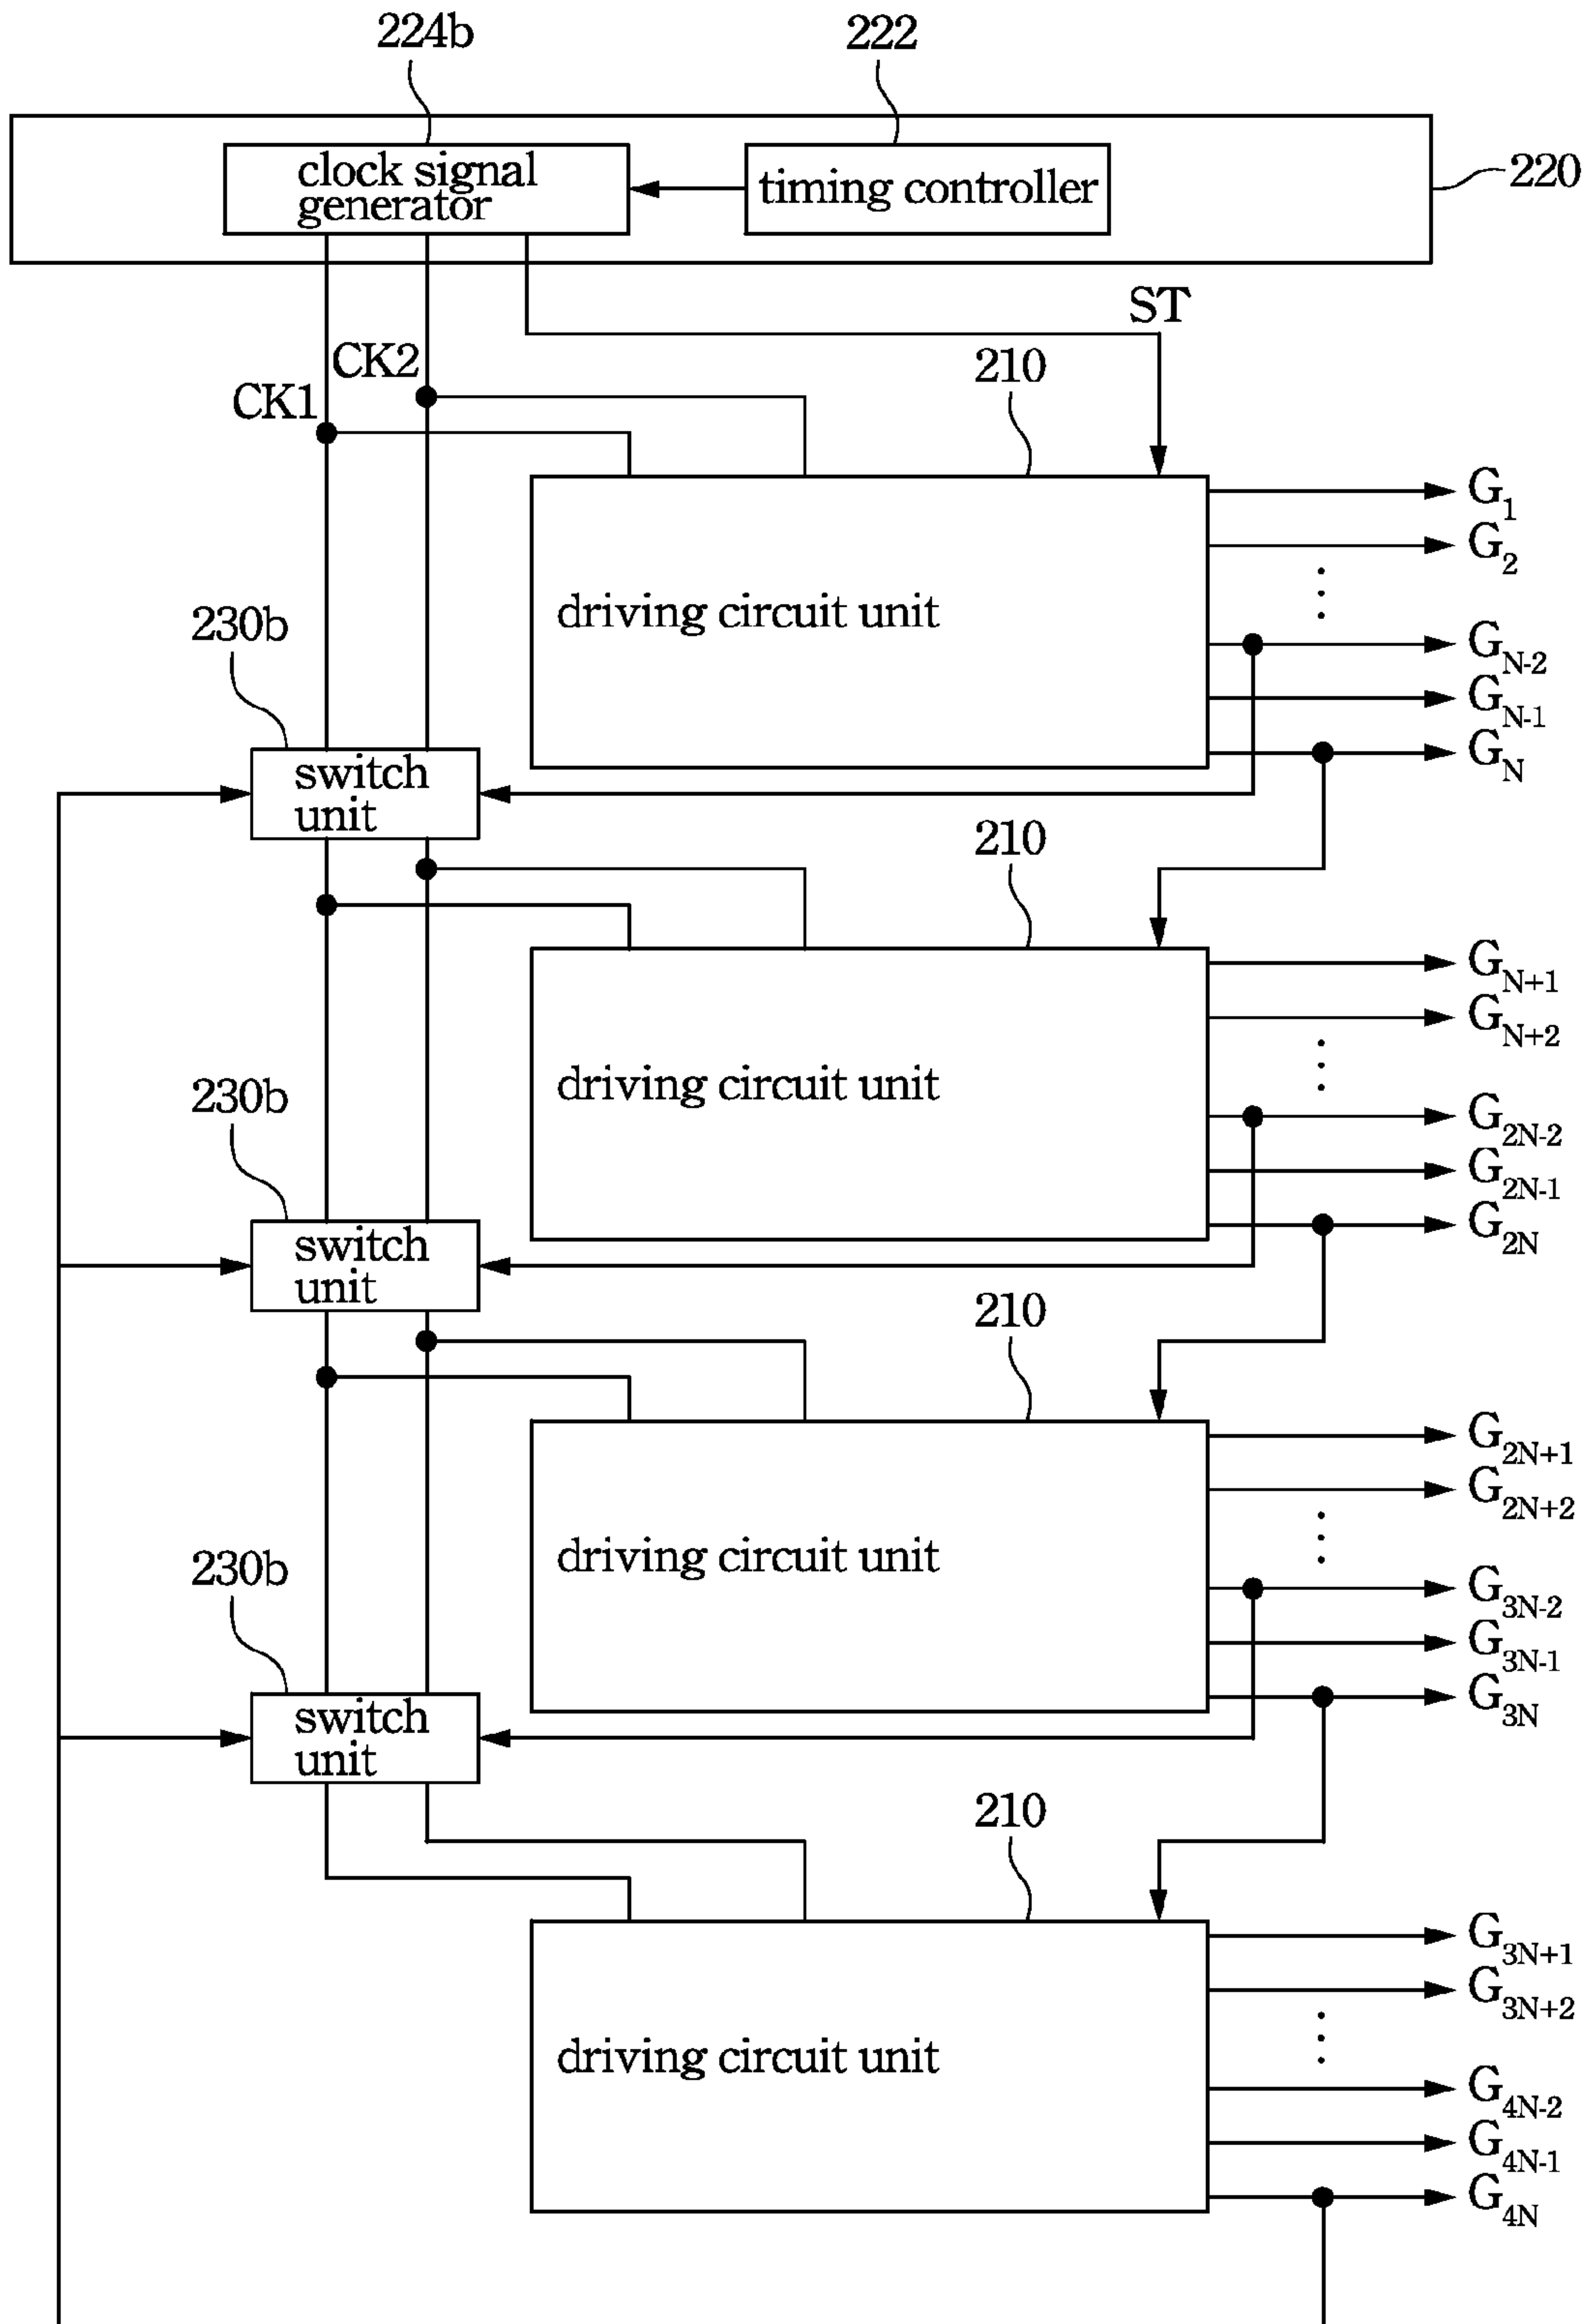 224b
222
clock signal
generator
timing controller
220
ST
CK2
CK1
210
driving circuit unit
G1
G2
GN-2
GN-1
GN
230b
switch
unit
210
driving circuit unit
GN+1
GN+2
G2N-2
G2N-1
G2N
230b
switch
unit
210
driving circuit unit
G2N+1
G2N+2
G3N-2
G3N-1
G3N
230b
switch
unit
210
driving circuit unit
G3N+1
G3N+2
G4N-2
G4N-1
G4N